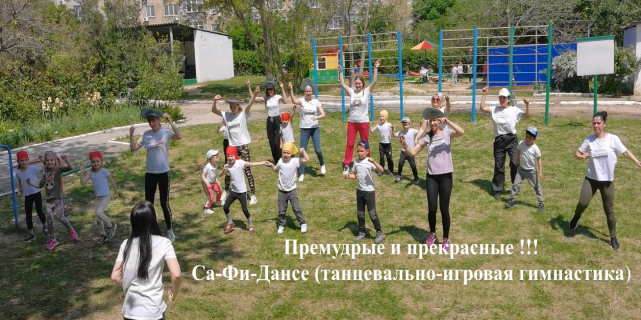 Премудрые и прекрасные !!!
Са-Фи-Дансе (танцевально-игровая гимнастика)